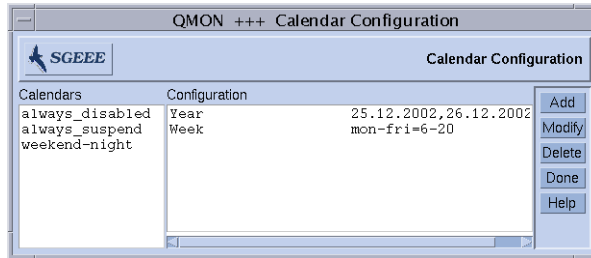 QMON +++ Calendar Configuration
SGEEE
Calendar Configuration
Calendars
Configuration
always_disabled
always_suspend
weekend-night
Year 25.12.2002,26.12.2002
Week mon-fri=6-20
Add
Modify
Delete
Done
Help